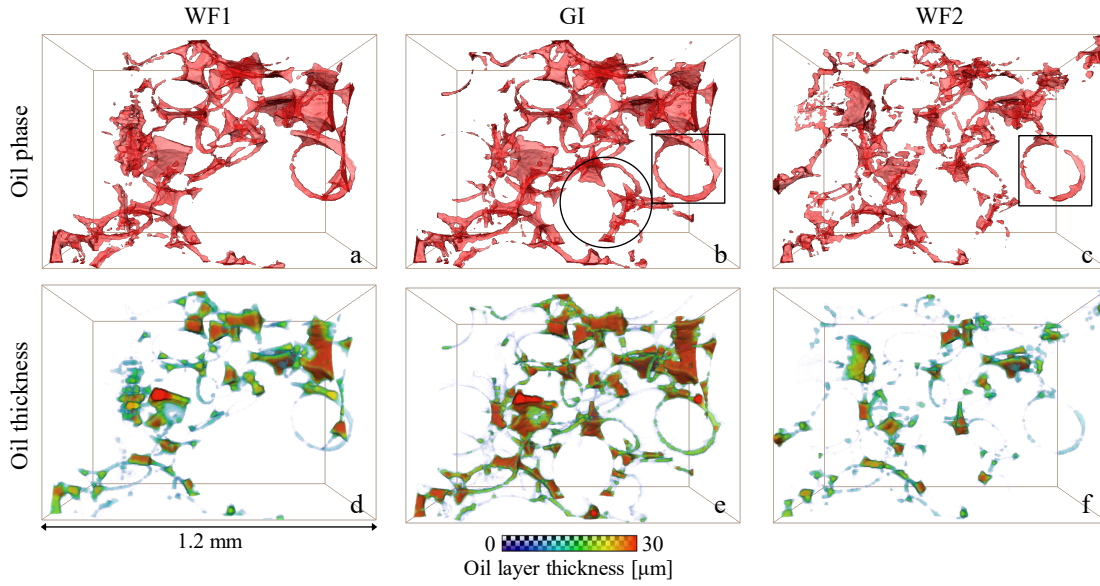 WF1
GI
WF2
Oil phase
a
b
c
Oil thickness
d
e
f
1.2 mm
0
30
Oil layer thickness [µm]